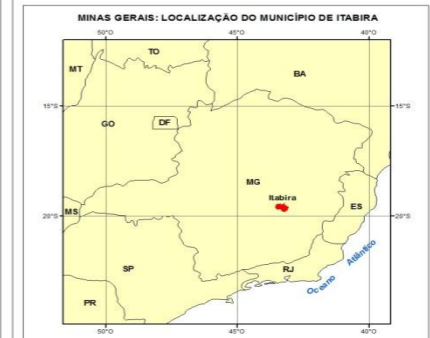 MINAS GERAIS: LOCALIZAÇÃO DO MUNICÍPIO DE ITABIRA
50°S
45°S
40°S
TO
MT
BA
15°S
15°S
GO
DF
MG
Itabira
ES
MS
20°S
20°S
SP
RJ
Oceano Atlântico
PR
50°S
45°S
40°S